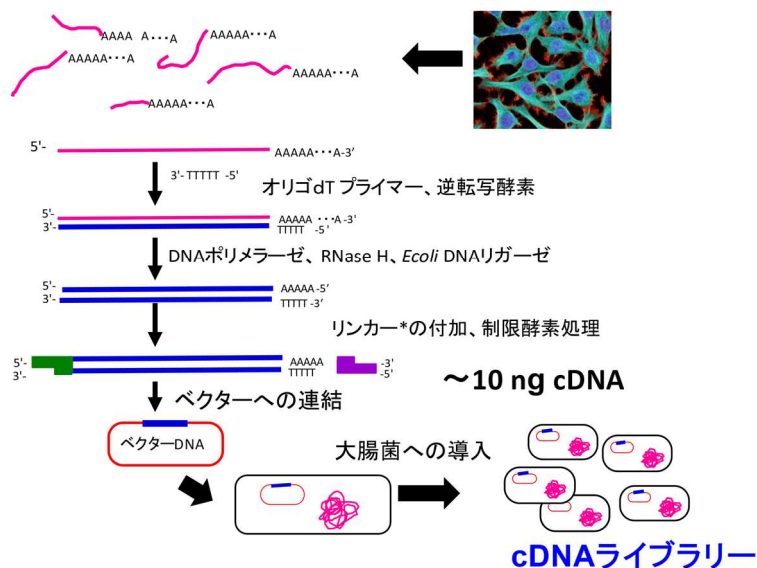 AAAA A･･･A
AAAAA･･･A
AAAAA･･･A
AAAAA･･･A
AAAAA･･･A
5'-
AAAAA･･･A-3'
3'- TTTTT -5'
オリゴdT プライマー、逆転写酵素
5'-
AAAAA ･･･A-3'
3'-
TTTTT -5'
DNAポリメラーゼ、RNase H、Ecoli DNAリガーゼ
5'-
AAAAA-5'
3'-
TTTTT-3'
リンカー*の付加、制限酵素処理
5'-
AAAAA
-3'
3'-
TTTTT
-5'
～10 ng cDNA
ベクターへの連結
ベクターDNA
大腸菌への導入
cDNAライブラリー